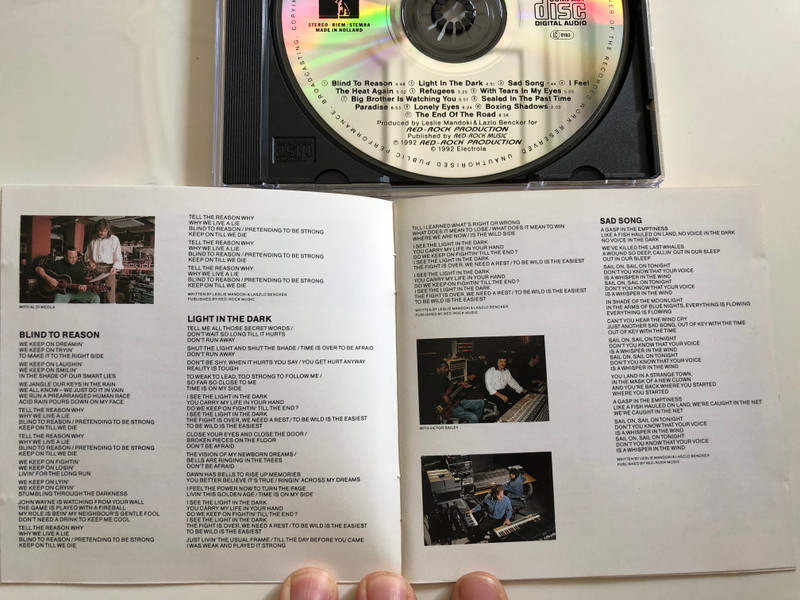 STEREO · BIEM / STEMRA
MADE IN HOLLAND
COMPACT
disc
DIGITAL AUDIO
BROADCASTING, COPYIN
ER OF THE RECORDED WORK RESERVED. UNAUTHORISED PUBLIC PERFORMANCE,
① Blind To Reason 4:48 ② Light In The Dark 4:51 ③ Sad Song 7:44 ④ I Feel
The Heat Again 5:02 ⑤ Refugees 3:25 ⑥ With Tears In My Eyes 5:05
⑦ Big Brother Is Watching You 5:07 ⑧ Sealed In The Past Time
Paradise 6:53 ⑨ Lonely Eyes 4:24 ⑩ Boxing Shadows 2:03
⑪ The End Of The Road 8:36
Produced by Leslie Mandoki & Lazlo Bencker for
RED-ROCK PRODUCTION
Published by RED-ROCK MUSIC
℗ 1992 RED-ROCK PRODUCTION
© 1992 Electrola
WITH AL DI MEOLA
BLIND TO REASON
WE KEEP ON DREAMIN'
WE KEEP ON TRYIN'
TO MAKE IT TO THE RIGHT SIDE
WE KEEP ON LAUGHIN'
WE KEEP ON SMILIN'
IN THE SHADE OF OUR SMART LIES
WE JANGLE OUR KEYS IN THE RAIN
WE ALL KNOW – WE JUST DO IT IN VAIN
WE RUN A PREARRANGED HUMAN RACE
ACID RAIN POURS DOWN ON MY FACE
TELL THE REASON WHY
WHY WE LIVE A LIE
BLIND TO REASON / PRETENDING TO BE STRONG
KEEP ON TILL WE DIE
TELL THE REASON WHY
WHY WE LIVE A LIE
BLIND TO REASON / PRETENDING TO BE STRONG
KEEP ON TILL WE DIE
WE KEEP ON FIGHTIN'
WE KEEP ON LOSIN'
LIVIN' FOR THE LONG RUN
WE KEEP ON LYIN'
WE KEEP ON CRYIN'
STUMBLING THROUGH THE DARKNESS
JOHN WAYNE IS WATCHING FROM YOUR WALL
THE GAME IS PLAYED WITH A FIREBALL
MY ROLE IS BEIN' MY NEIGHBOUR'S GENTLE FOOL
DON'T NEED A DRINK TO KEEP ME COOL
TELL THE REASON WHY
WHY WE LIVE A LIE
BLIND TO REASON / PRETENDING TO BE STRONG
KEEP ON TILL WE DIE
TELL THE REASON WHY
WHY WE LIVE A LIE
BLIND TO REASON / PRETENDING TO BE STRONG
KEEP ON TILL WE DIE
TELL THE REASON WHY
WHY WE LIVE A LIE
BLIND TO REASON / PRETENDING TO BE STRONG
KEEP ON TILL WE DIE
TELL THE REASON WHY
WHY WE LIVE A LIE
BLIND TO REASON / PRETENDING TO BE STRONG
KEEP ON TILL WE DIE
WRITTEN BY LESLIE MANDOKI & LASZLO BENCKER
PUBLISHED BY RED-ROCK MUSIC
LIGHT IN THE DARK
TELL ME ALL THOSE SECRET WORDS /
DON'T WAIT SO LONG TILL IT HURTS
DON'T RUN AWAY
SHUT THE LIGHT AND SHUT THE SHADE / TIME IS OVER TO BE AFRAID
DON'T RUN AWAY
DON'T BE SHY, WHEN IT HURTS YOU SAY / YOU GET HURT ANYWAY
REALITY IS TOUGH
TO WEAK TO LEAD, TOO STRONG TO FOLLOW ME /
SO FAR SO CLOSE TO ME
TIME IS ON MY SIDE
I SEE THE LIGHT IN THE DARK
YOU CARRY MY LIFE IN YOUR HAND
DO WE KEEP ON FIGHTIN' TILL THE END ?
I SEE THE LIGHT IN THE DARK
THE FIGHT IS OVER, WE NEED A REST / TO BE WILD IS THE EASIEST
TO BE WILD IS THE EASIEST
CLOSE YOUR EYES AND CLOSE THE DOOR /
BROKEN PIECES ON THE FLOOR
DON'T BE AFRAID
THE VISION OF MY NEWBORN DREAMS /
BELLS ARE RINGING IN THE TREES
DON'T BE AFRAID
DAWN HAS BELLS TO RISE UP MEMORIES
YOU BETTER BELIEVE IT'S TRUE / RINGIN' ACROSS MY DREAMS
I FEEL THE POWER NOW TO TURN THE PAGE
LIVIN' THIS GOLDEN AGE / TIME IS ON MY SIDE
I SEE THE LIGHT IN THE DARK
YOU CARRY MY LIFE IN YOUR HAND
DO WE KEEP ON FIGHTIN' TILL THE END ?
I SEE THE LIGHT IN THE DARK
THE FIGHT IS OVER, WE NEED A REST / TO BE WILD IS THE EASIEST
TO BE WILD IS THE EASIEST
JUST LIVIN' THE USUAL FRAME / TILL THE DAY BEFORE YOU CAME
I WAS WEAK AND PLAYED IT STRONG
TILL I LEARNED WHAT'S RIGHT OR WRONG
WHAT DOES IT MEAN TO LOSE / WHAT DOES IT MEAN TO WIN
WHERE WE ARE NOW / IS THE WILD SIDE
I SEE THE LIGHT IN THE DARK
YOU CARRY MY LIFE IN YOUR HAND
DO WE KEEP ON FIGHTIN' TILL THE END ?
I SEE THE LIGHT IN THE DARK
THE FIGHT IS OVER, WE NEED A REST / TO BE WILD IS THE EASIEST
I SEE THE LIGHT IN THE DARK
YOU CARRY MY LIFE IN YOUR HAND
DO WE KEEP ON FIGHTIN' TILL THE END ?
I SEE THE LIGHT IN THE DARK
THE FIGHT IS OVER, WE NEED A REST / TO BE WILD IS THE EASIEST
TO BE WILD IS THE EASIEST
WRITTEN BY LESLIE MANDOKI & LASZLO BENCKER
PUBLISHED BY RED-ROCK MUSIC
WITH VICTOR BAILEY
SAD SONG
A GASP IN THE EMPTINESS
LIKE A FISH HAULED ON LAND, NO VOICE IN THE DARK
NO VOICE IN THE DARK
WE'VE KILLED THE LAST WHALES
A WOUND SO DEEP, CALLIN' OUT IN OUR SLEEP
OUT IN OUR SLEEP
SAIL ON, SAIL ON TONIGHT
DON'T YOU KNOW THAT YOUR VOICE
IS A WHISPER IN THE WIND
SAIL ON, SAIL ON TONIGHT
DON'T YOU KNOW THAT YOUR VOICE
IS A WHISPER IN THE WIND
IN SHADE OF THE MOONLIGHT
IN THE ARMS OF BLUE NIGHTS, EVERYTHING IS FLOWING
EVERYTHING IS FLOWING
CAN'T YOU HEAR THE WIND CRY
JUST ANOTHER SAD SONG, OUT OF KEY WITH THE TIME
OUT OF KEY WITH THE TIME
SAIL ON, SAIL ON TONIGHT
DON'T YOU KNOW THAT YOUR VOICE
IS A WHISPER IN THE WIND
SAIL ON, SAIL ON TONIGHT
DON'T YOU KNOW THAT YOUR VOICE
IS A WHISPER IN THE WIND
YOU LAND IN A STRANGE TOWN,
IN THE MASK OF A NEW CLOWN
AND YOU'RE BACK WHERE YOU STARTED
WHERE YOU STARTED
A GASP IN THE EMPTINESS
LIKE A FISH HAULED ON LAND, WE'RE CAUGHT IN THE NET
WE'RE CAUGHT IN THE NET
SAIL ON, SAIL ON TONIGHT
DON'T YOU KNOW THAT YOUR VOICE
IS A WHISPER IN THE WIND
SAIL ON, SAIL ON TONIGHT
DON'T YOU KNOW THAT YOUR VOICE
IS A WHISPER IN THE WIND
WRITTEN BY LESLIE MANDOKI & LASZLO BENCKER
PUBLISHED BY RED-ROCK MUSIC